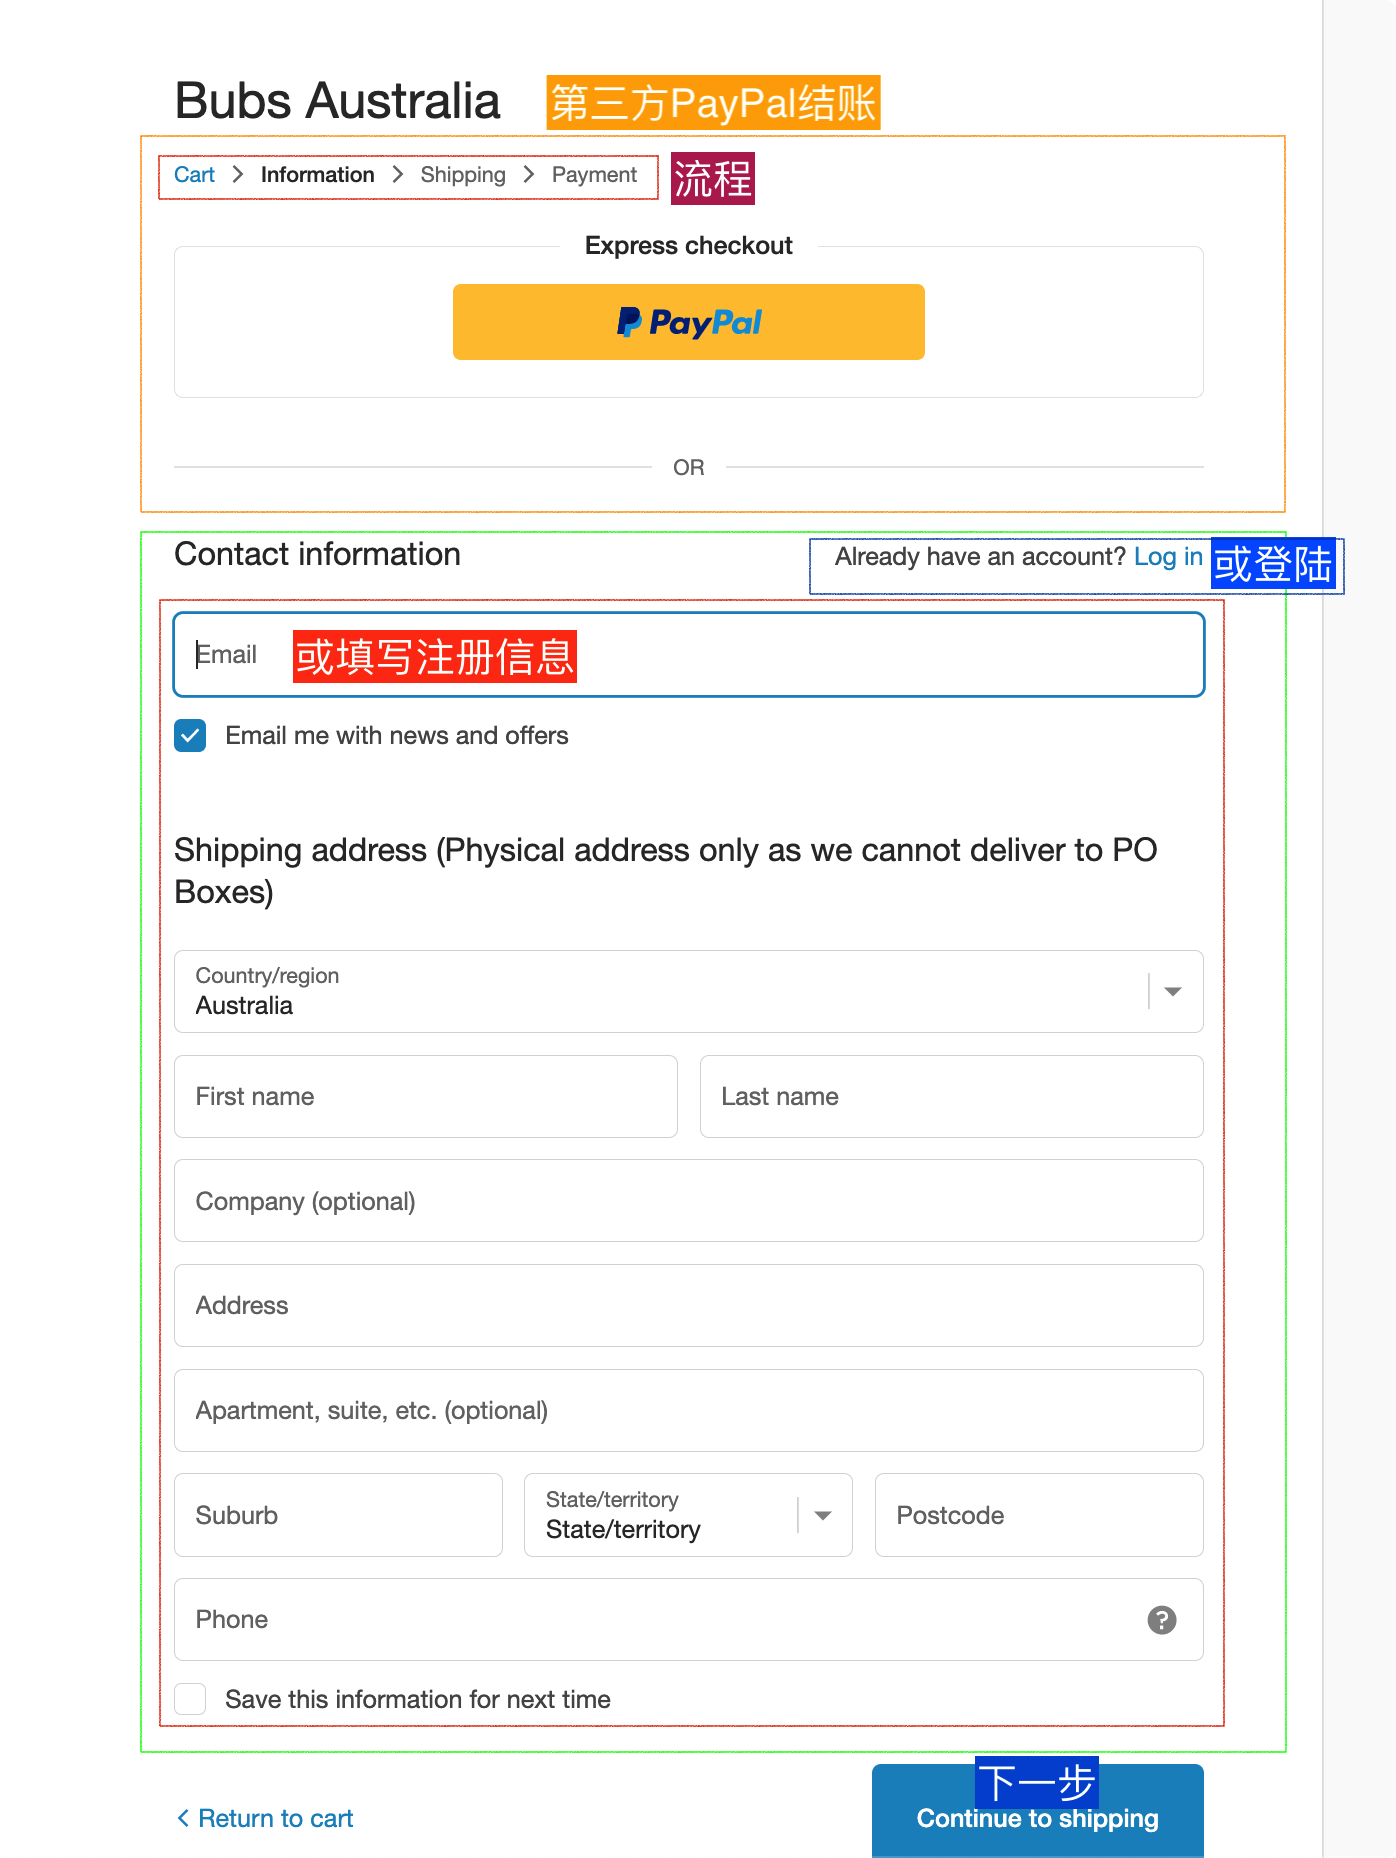 Bubs Australia 第三方PayPal结账
Cart > Information > Shipping > Payment 流程
Express checkout
PayPal
OR
Contact information Already have an account? Log in 或登陆
Email 或填写注册信息
Email me with news and offers
Shipping address (Physical address only as we cannot deliver to PO
Boxes)
Country/region
Australia
First name Last name
Company (optional)
Address
Apartment, suite, etc. (optional)
Suburb State/territory Postcode
State/territory
Phone ?
Save this information for next time
下一步
< Return to cart Continue to shipping